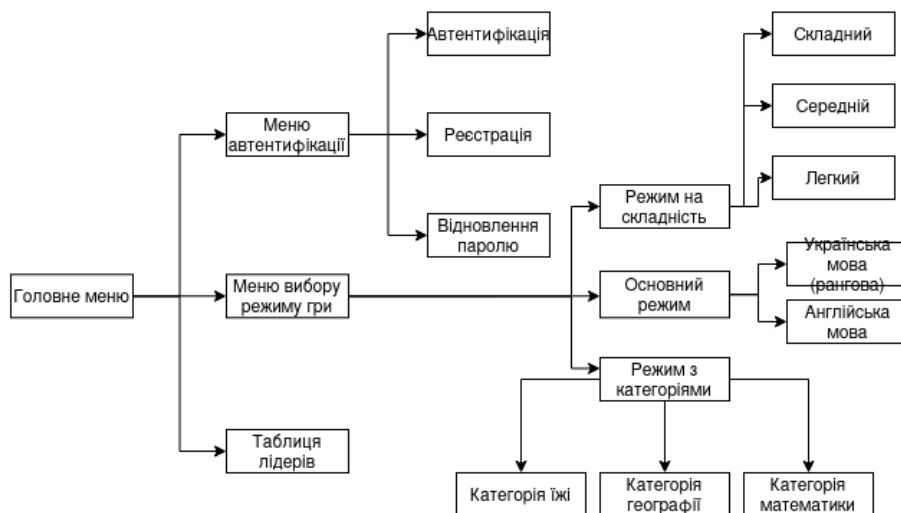 Автентифікація
Складний
Середній
Меню
автентифікації
Реєстрація
Легкий
Режим на
складність
Відновлення
паролю
Українська
мова
(рангова)
Головне меню
Меню вибору
режиму гри
Основний
режим
Англійська
мова
Режим з
категоріями
Таблиця
лідерів
Категорія їжі
Категорія
географії
Категорія
математики